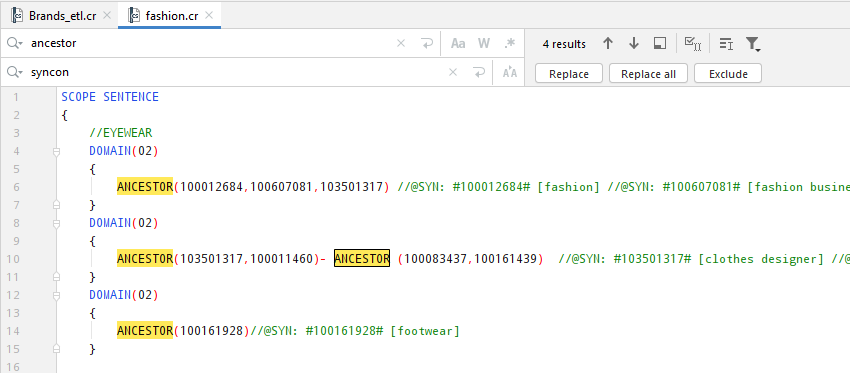 Brands_etl.cr fashion.cr
ancestor Aa W .* 4 results
syncon AA Replace Replace all Exclude
1 SCOPE SENTENCE
2 {
3 //EYEWEAR
4 DOMAIN(02)
5 {
6 ANCESTOR(100012684,100607081,103501317) //@SYN: #100012684# [fashion] //@SYN: #100607081# [fashion busine
7 }
8 DOMAIN(02)
9 {
10 ANCESTOR(103501317,100011460)- ANCESTOR (100083437,100161439) //@SYN: #103501317# [clothes designer] //@
11 }
12 DOMAIN(02)
13 {
14 ANCESTOR(100161928)//@SYN: #100161928# [footwear]
15 }
16